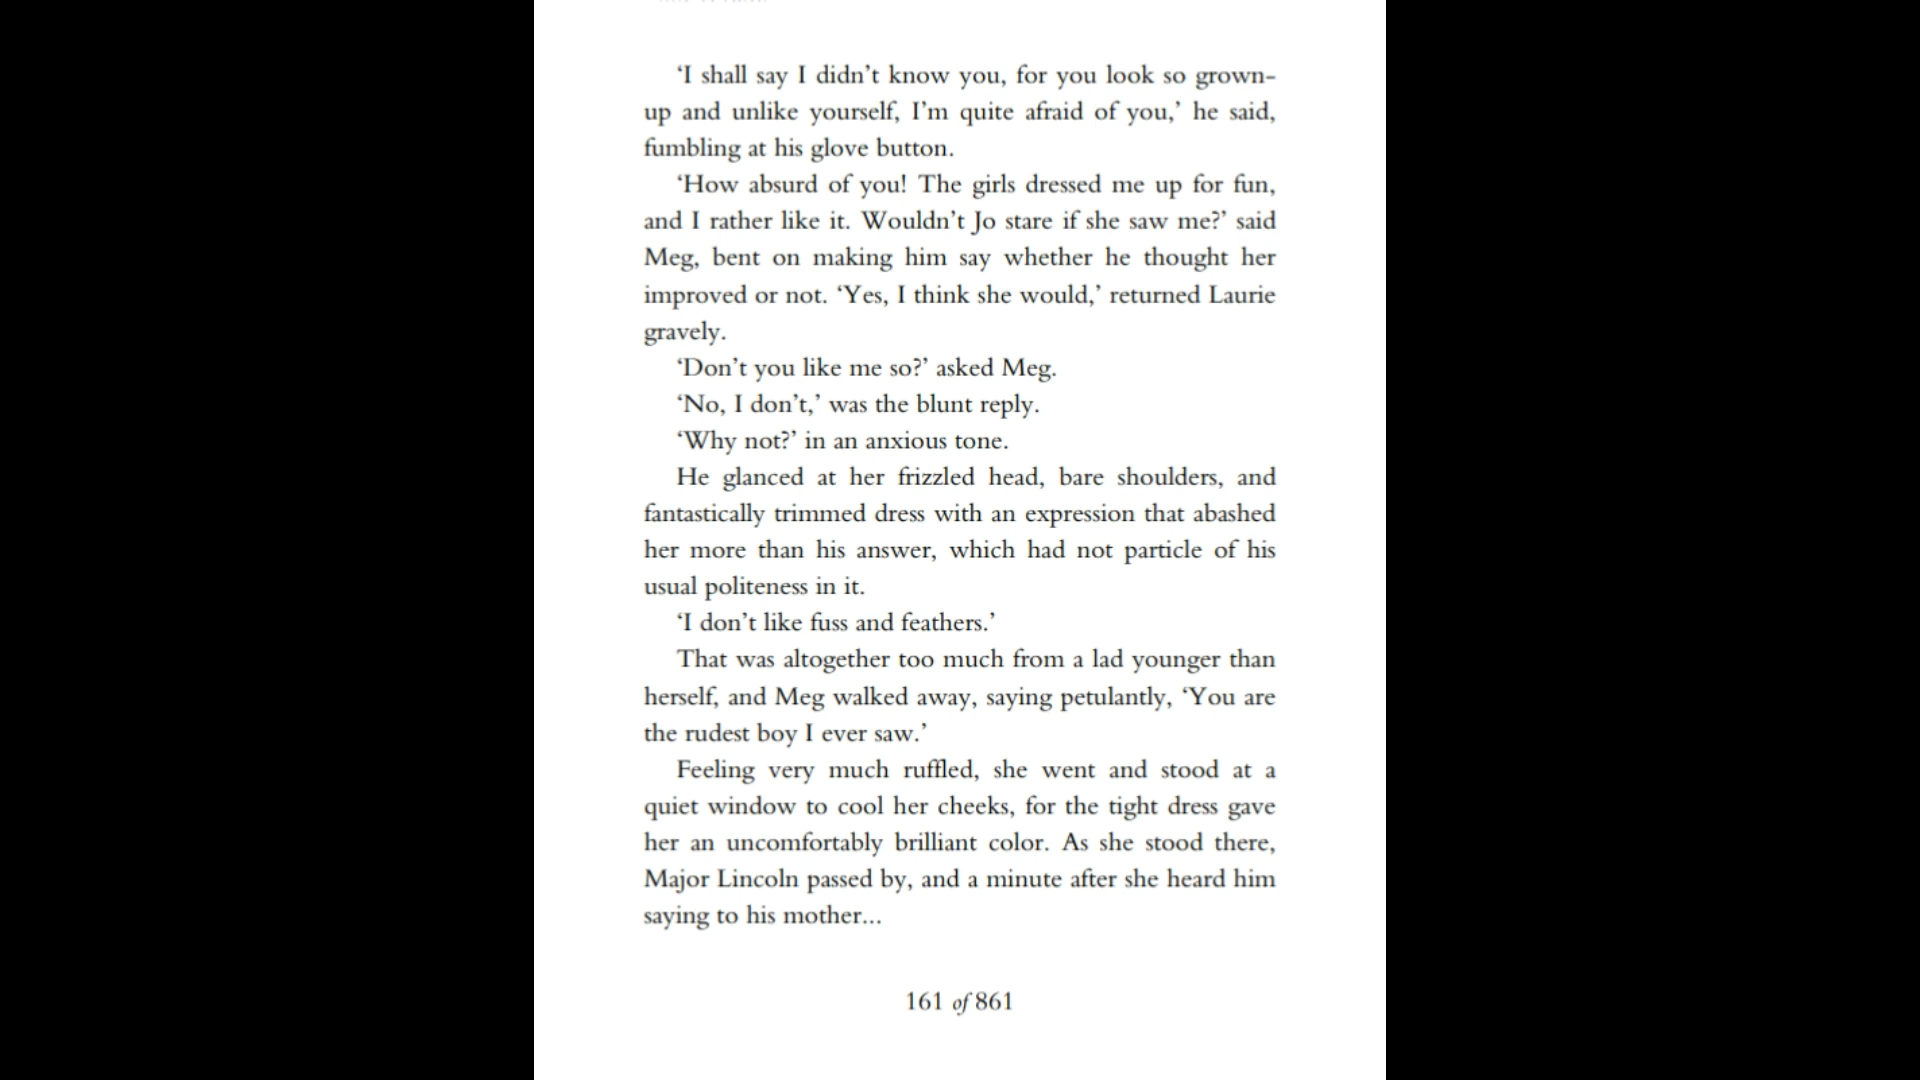 ‘I shall say I didn’t know you, for you look so grown-
up and unlike yourself, I’m quite afraid of you,’ he said,
fumbling at his glove button.
‘How absurd of you! The girls dressed me up for fun,
and I rather like it. Wouldn’t Jo stare if she saw me?’ said
Meg, bent on making him say whether he thought her
improved or not. ‘Yes, I think she would,’ returned Laurie
gravely.
‘Don’t you like me so?’ asked Meg.
‘No, I don’t,’ was the blunt reply.
‘Why not?’ in an anxious tone.
He glanced at her frizzled head, bare shoulders, and
fantastically trimmed dress with an expression that abashed
her more than his answer, which had not particle of his
usual politeness in it.
‘I don’t like fuss and feathers.’
That was altogether too much from a lad younger than
herself, and Meg walked away, saying petulantly, ‘You are
the rudest boy I ever saw.’
Feeling very much ruffled, she went and stood at a
quiet window to cool her cheeks, for the tight dress gave
her an uncomfortably brilliant color. As she stood there,
Major Lincoln passed by, and a minute after she heard him
saying to his mother...
161 of 861